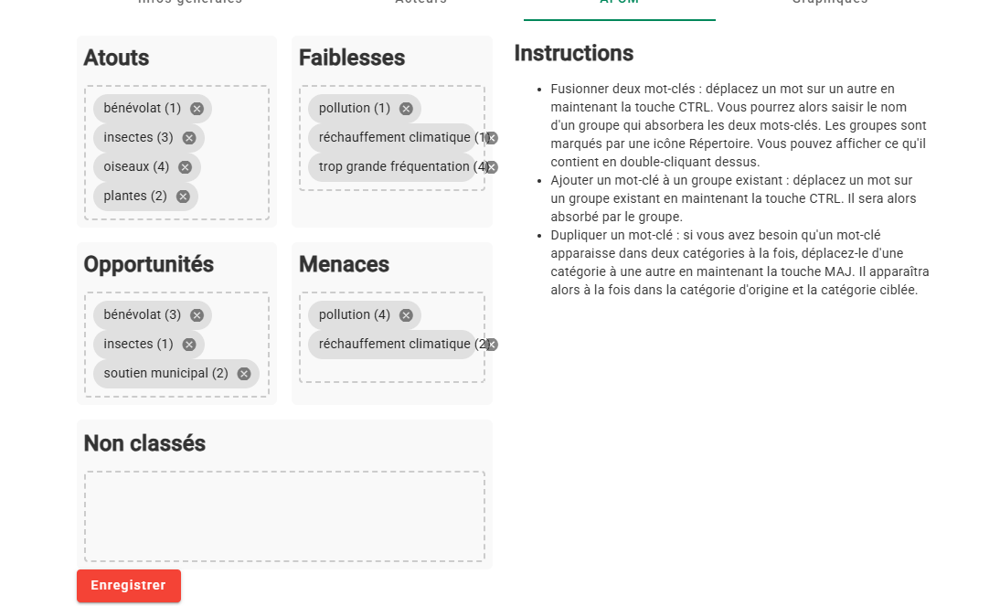 Infos générales
Acteurs
AFOM
Graphiques
Atouts
bénévolat (1)
insectes (3)
oiseaux (4)
plantes (2)
Faiblesses
pollution (1)
réchauffement climatique (1)
trop grande fréquentation (4)
Opportunités
bénévolat (3)
insectes (1)
soutien municipal (2)
Menaces
pollution (4)
réchauffement climatique (2)
Non classés
Enregistrer
Instructions
Fusionner deux mot-clés : déplacez un mot sur un autre en
maintenant la touche CTRL. Vous pourrez alors saisir le nom
d'un groupe qui absorbera les deux mots-clés. Les groupes sont
marqués par une icône Répertoire. Vous pouvez afficher ce qu'il
contient en double-cliquant dessus.
Ajouter un mot-clé à un groupe existant : déplacez un mot sur
un groupe existant en maintenant la touche CTRL. Il sera alors
absorbé par le groupe.
Dupliquer un mot-clé : si vous avez besoin qu'un mot-clé
apparaisse dans deux catégories à la fois, déplacez-le d'une
catégorie à une autre en maintenant la touche MAJ. Il apparaîtra
alors à la fois dans la catégorie d'origine et la catégorie ciblée.